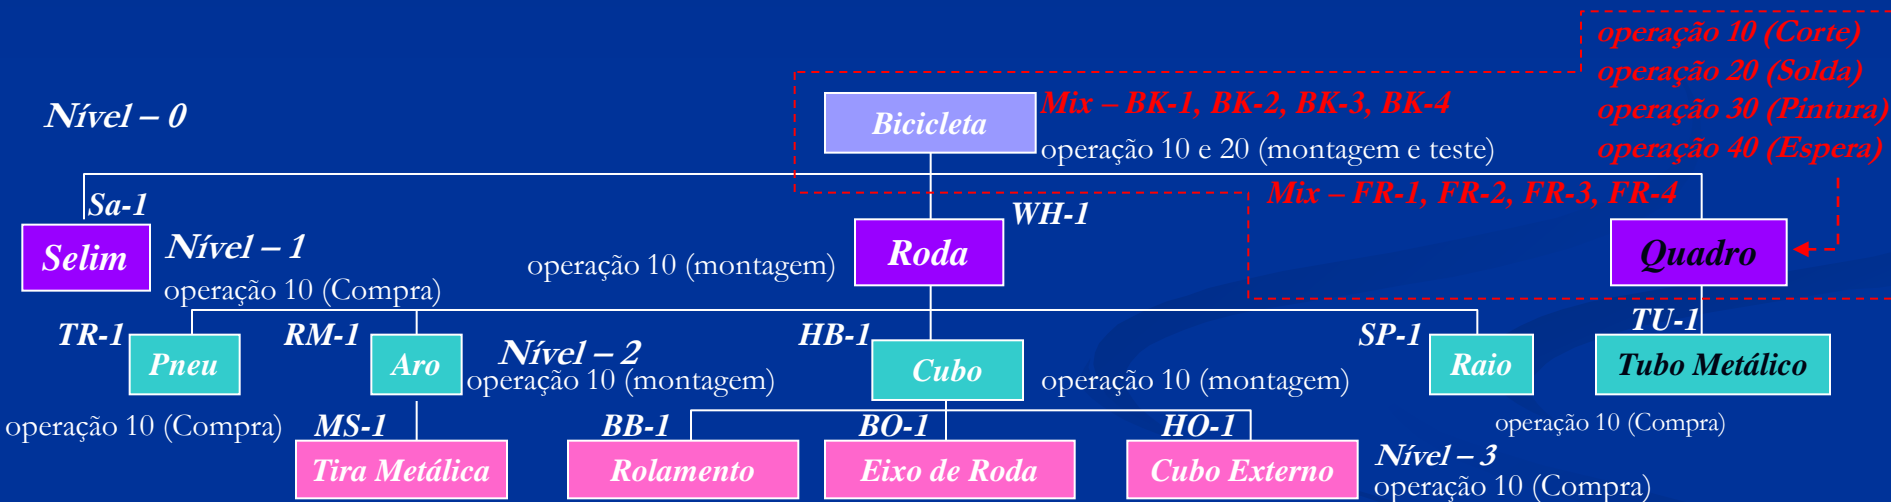 operação 10 (Corte)
operação 20 (Solda)
operação 30 (Pintura)
operação 40 (Espera)
Nível – 0
Bicicleta
Mix – BK-1, BK-2, BK-3, BK-4
operação 10 e 20 (montagem e teste)
Mix – FR-1, FR-2, FR-3, FR-4
Sa-1
Selim
Nível – 1
operação 10 (Compra)
operação 10 (montagem)
Roda
WH-1
Quadro
TR-1
Pneu
RM-1
Aro
Nível – 2
operação 10 (montagem)
HB-1
Cubo
operação 10 (montagem)
SP-1
Raio
TU-1
Tubo Metálico
operação 10 (Compra)
operação 10 (Compra)
MS-1
Tira Metálica
BB-1
Rolamento
BO-1
Eixo de Roda
HO-1
Cubo Externo
Nível – 3
operação 10 (Compra)